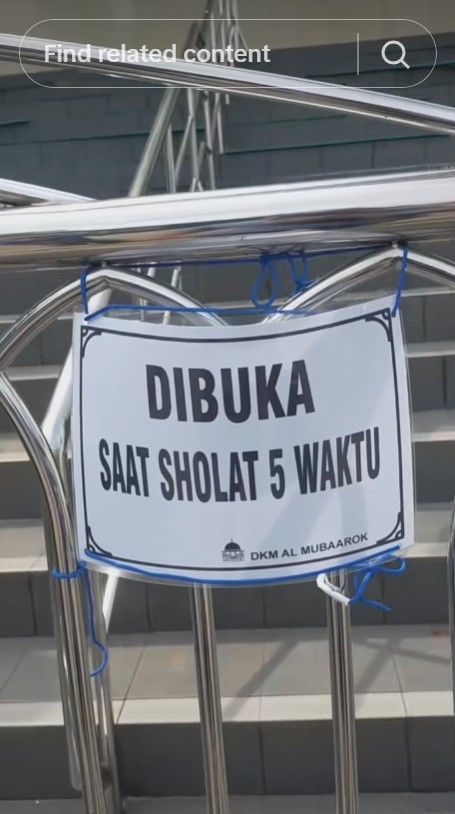 Find related content
DIBUKA
SAAT SHOLAT 5 WAKTU
DKM AL MUBAAROK